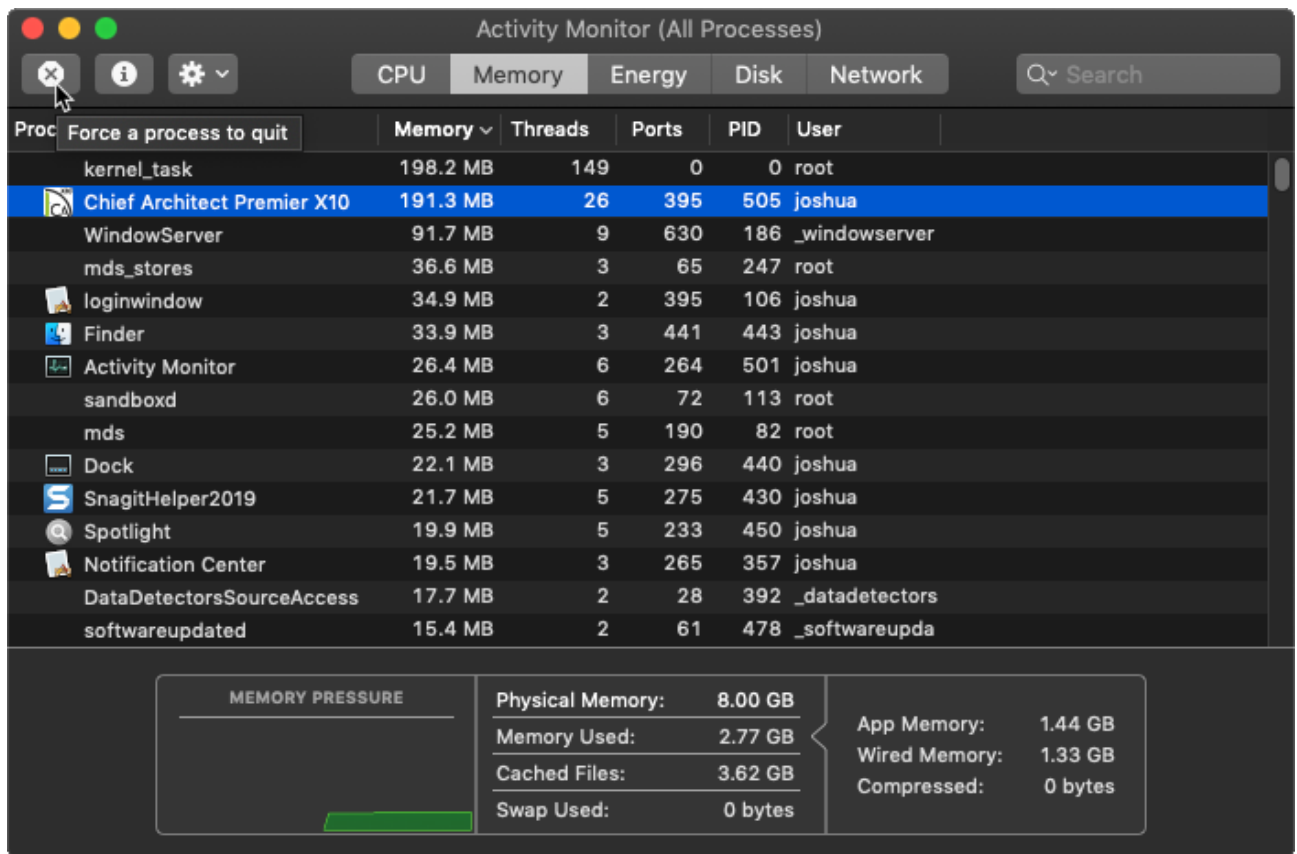 Activity Monitor (All Processes)
CPU Memory Energy Disk Network Search
Proc Memory Threads Ports PID User
Force a process to quit
kernel_task 198.2 MB 149 0 0 root
Chief Architect Premier X10 191.3 MB 26 395 505 joshua
WindowServer 91.7 MB 9 630 186 _windowserver
mds_stores 36.6 MB 3 65 247 root
loginwindow 34.9 MB 2 395 106 joshua
Finder 33.9 MB 3 441 443 joshua
Activity Monitor 26.4 MB 6 264 501 joshua
sandboxd 26.0 MB 6 72 113 root
mds 25.2 MB 5 190 82 root
Dock 22.1 MB 3 296 440 joshua
SnagitHelper2019 21.7 MB 5 275 430 joshua
Spotlight 19.9 MB 5 233 450 joshua
Notification Center 19.5 MB 3 265 357 joshua
DataDetectorsSourceAccess 17.7 MB 2 28 392 _datadetectors
softwareupdated 15.4 MB 2 61 478 _softwareupda
MEMORY PRESSURE
Physical Memory: 8.00 GB
Memory Used: 2.77 GB
Cached Files: 3.62 GB
Swap Used: 0 bytes
App Memory: 1.44 GB
Wired Memory: 1.33 GB
Compressed: 0 bytes